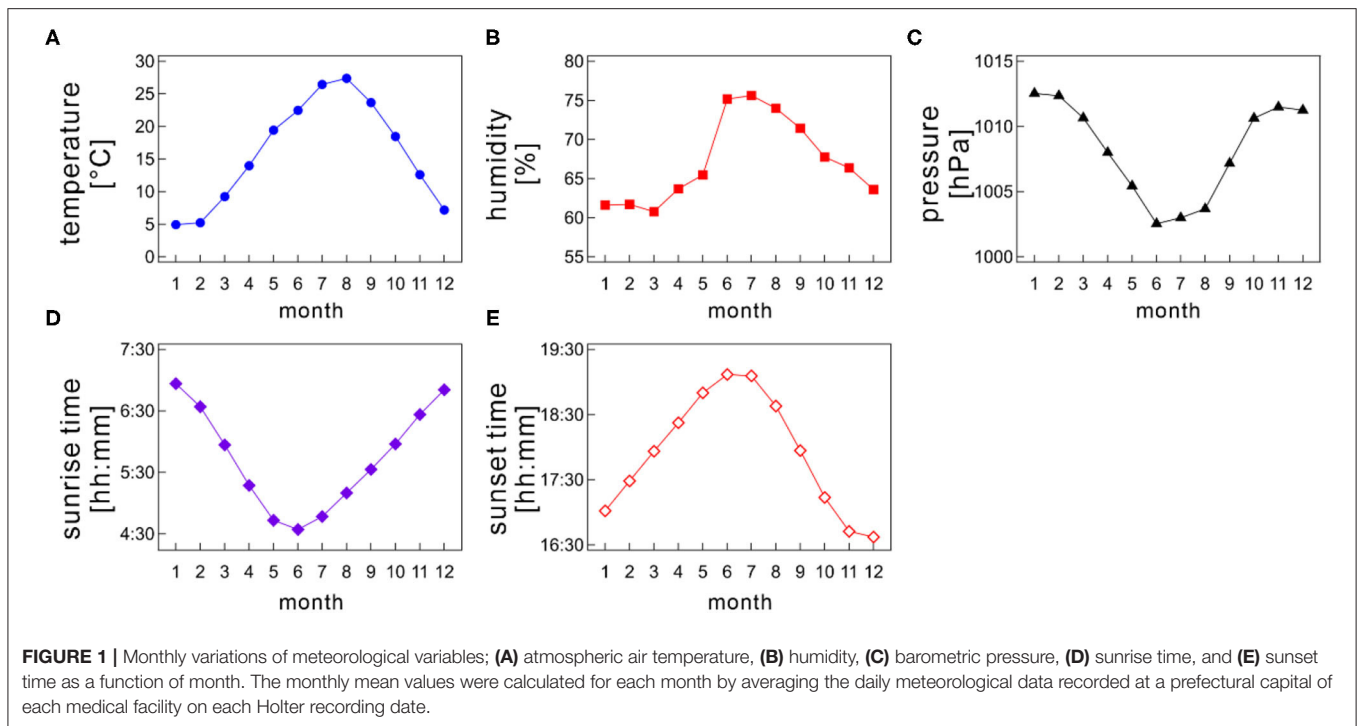 A
temperature
[°C]
30
25
20
15
10
5
0
1 2 3 4 5 6 7 8 9 10 11 12
month
B
humidity
[%]
75
70
65
60
55
1 2 3 4 5 6 7 8 9 10 11 12
month
C
pressure
[hPa]
1015
1010
1005
1000
1 2 3 4 5 6 7 8 9 10 11 12
month
D
sunrise time
[hh:mm]
7:30
6:30
5:30
4:30
1 2 3 4 5 6 7 8 9 10 11 12
month
E
sunset time
[hh:mm]
19:30
18:30
17:30
16:30
1 2 3 4 5 6 7 8 9 10 11 12
month
FIGURE 1 | Monthly variations of meteorological variables; (A) atmospheric air temperature, (B) humidity, (C) barometric pressure, (D) sunrise time, and (E) sunset
time as a function of month. The monthly mean values were calculated for each month by averaging the daily meteorological data recorded at a prefectural capital of
each medical facility on each Holter recording date.